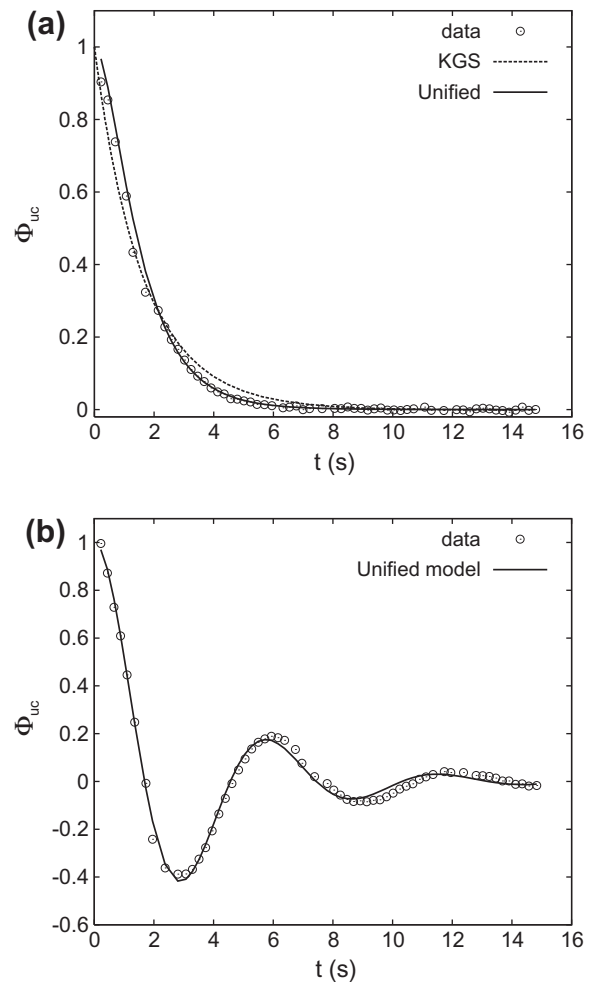 (a)
data
KGS
Unified
1
0.8
0.6
0.4
0.2
0
Φuc
0 2 4 6 8 10 12 14 16
t (s)
(b)
data
Unified model
1
0.8
0.6
0.4
0.2
0
-0.2
-0.4
-0.6
Φuc
0 2 4 6 8 10 12 14 16
t (s)